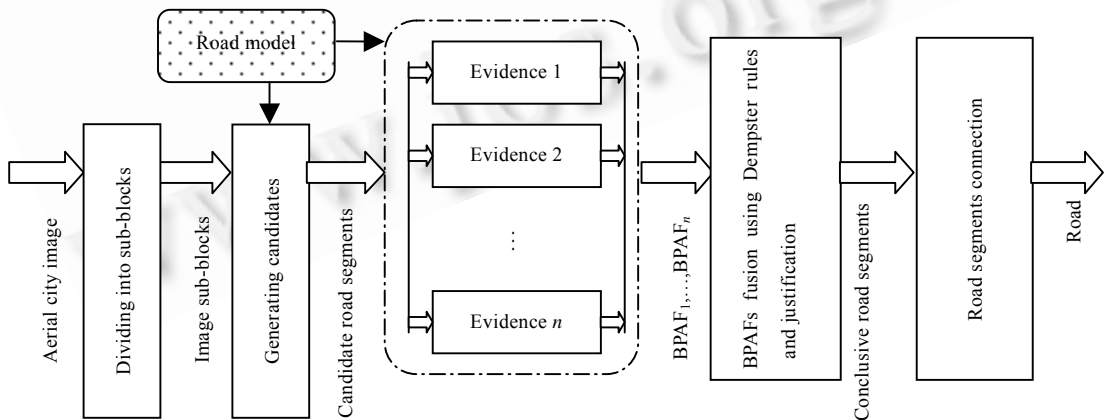 Road model
Aerial city image
Dividing into sub-blocks
Image sub-blocks
Generating candidates
Candidate road segments
Evidence 1
Evidence 2
⋮
Evidence n
BPAF1,…,BPAFn
BPAFs fusion using Dempster rules
and justification
Conclusive road segments
Road segments connection
Road